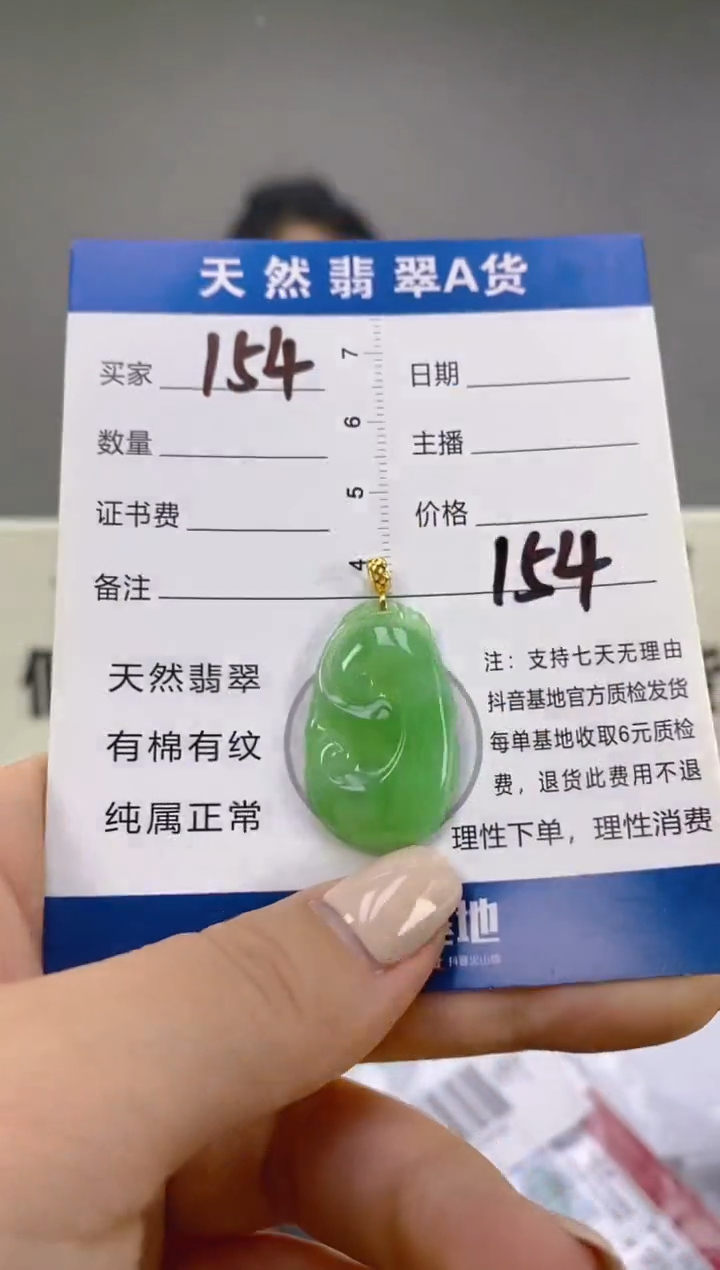 天然翡翠A货
买家 154
日期
数量
主播
证书费
价格
备注 154
7
6
5
4
天然翡翠
有棉有纹
纯属正常
注：支持七天无理由
抖音基地官方质检发货
每单基地收取6元质检
费，退货此费用不退
理性下单，理性消费
地